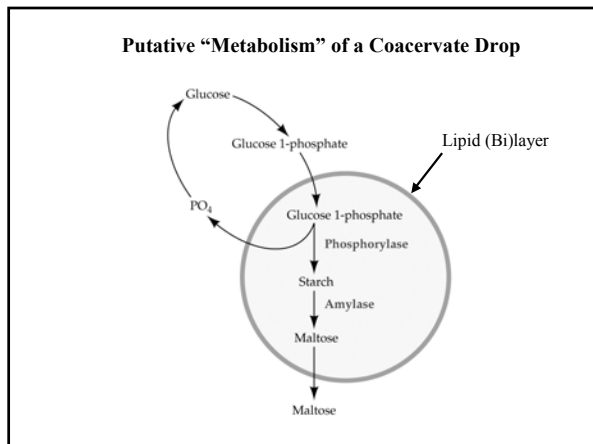 Putative “Metabolism” of a Coacervate Drop
Glucose
Glucose 1-phosphate
Lipid (Bi)layer
PO₄
Glucose 1-phosphate
Phosphorylase
Starch
Amylase
Maltose
Maltose